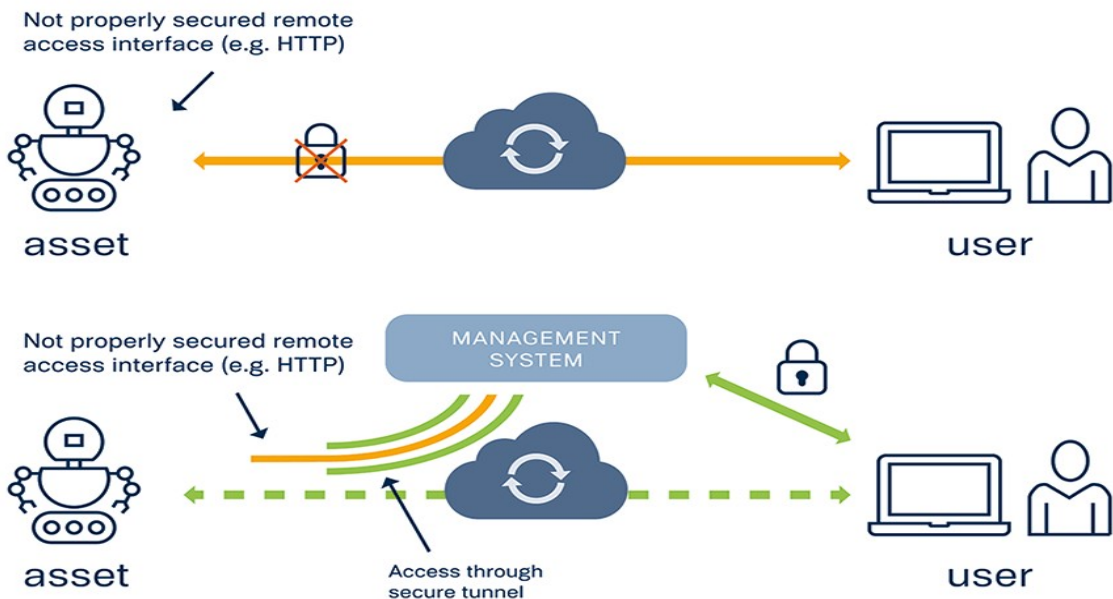 Not properly secured remote
access interface (e.g. HTTP)
asset
user
MANAGEMENT
SYSTEM
Not properly secured remote
access interface (e.g. HTTP)
asset
Access through
secure tunnel
user